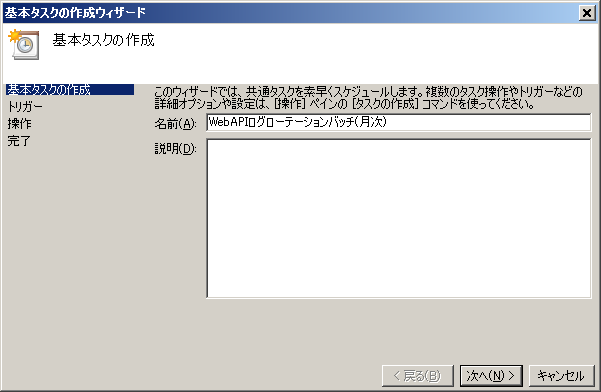 基本タスクの作成ウィザード
基本タスクの作成
基本タスクの作成
トリガー
操作
完了
このウィザードでは、共通タスクを素早くスケジュールします。複数のタスク操作やトリガーなどの
詳細オプションや設定は、[操作] ペインの [タスクの作成] コマンドを使ってください。
名前(A):
WebAPIログローテーションバッチ(月次)
説明(D):
< 戻る(B)
次へ(N) >
キャンセル